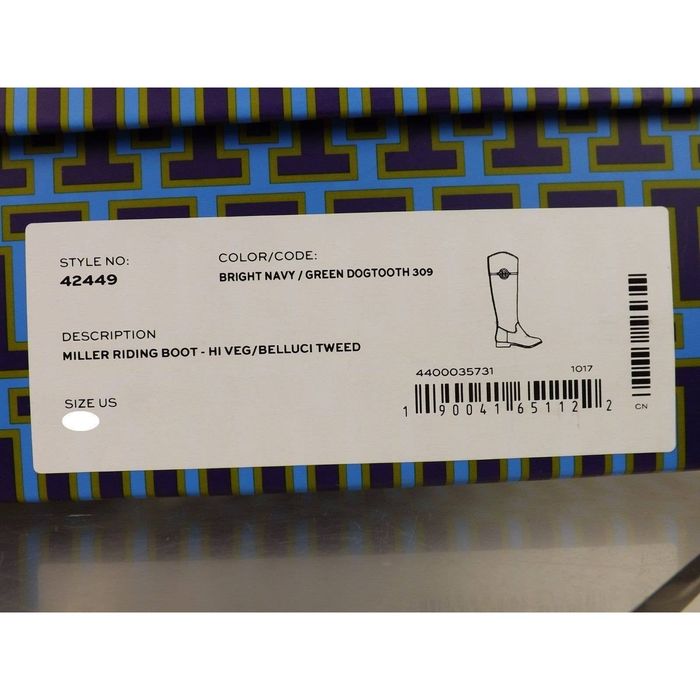 STYLE NO:
42449
COLOR/CODE:
BRIGHT NAVY / GREEN DOGTOOTH 309
DESCRIPTION
MILLER RIDING BOOT - HI VEG/BELLUCI TWEED
SIZE US
4400035731 1017
1 90041 65112 2
CN